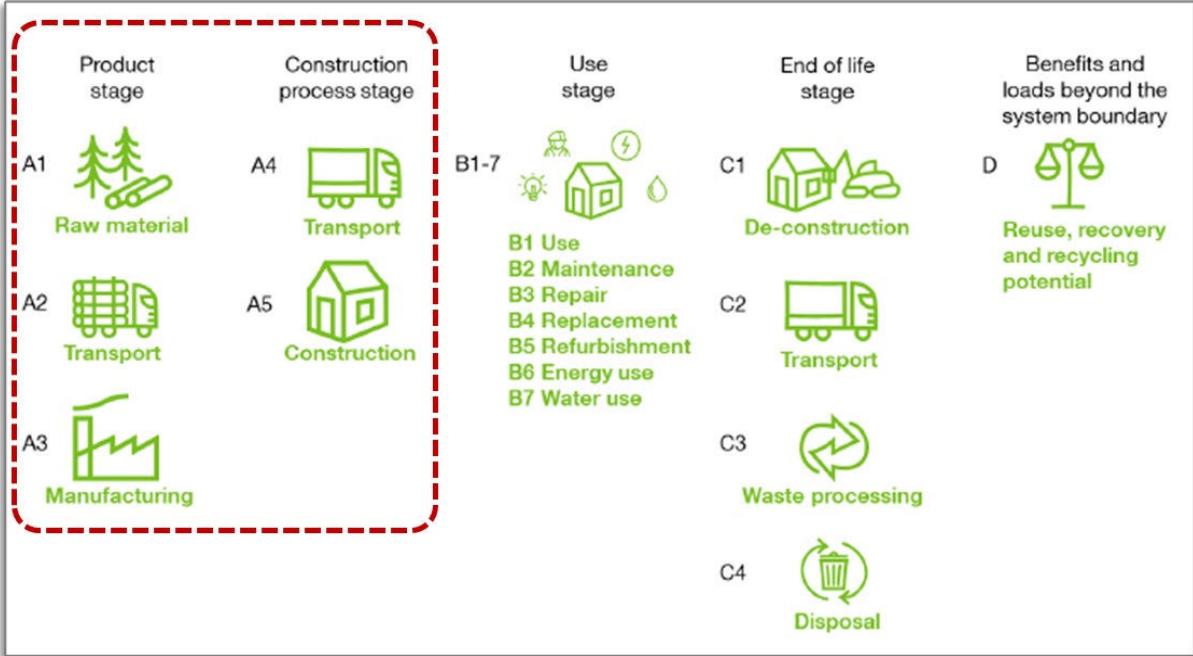 Product
stage
Construction
process stage
Use
stage
End of life
stage
Benefits and
loads beyond the
system boundary
A1
Raw material
A2
Transport
A3
Manufacturing
A4
Transport
A5
Construction
B1-7
B1 Use
B2 Maintenance
B3 Repair
B4 Replacement
B5 Refurbishment
B6 Energy use
B7 Water use
C1
De-construction
C2
Transport
C3
Waste processing
C4
Disposal
D
Reuse, recovery
and recycling
potential